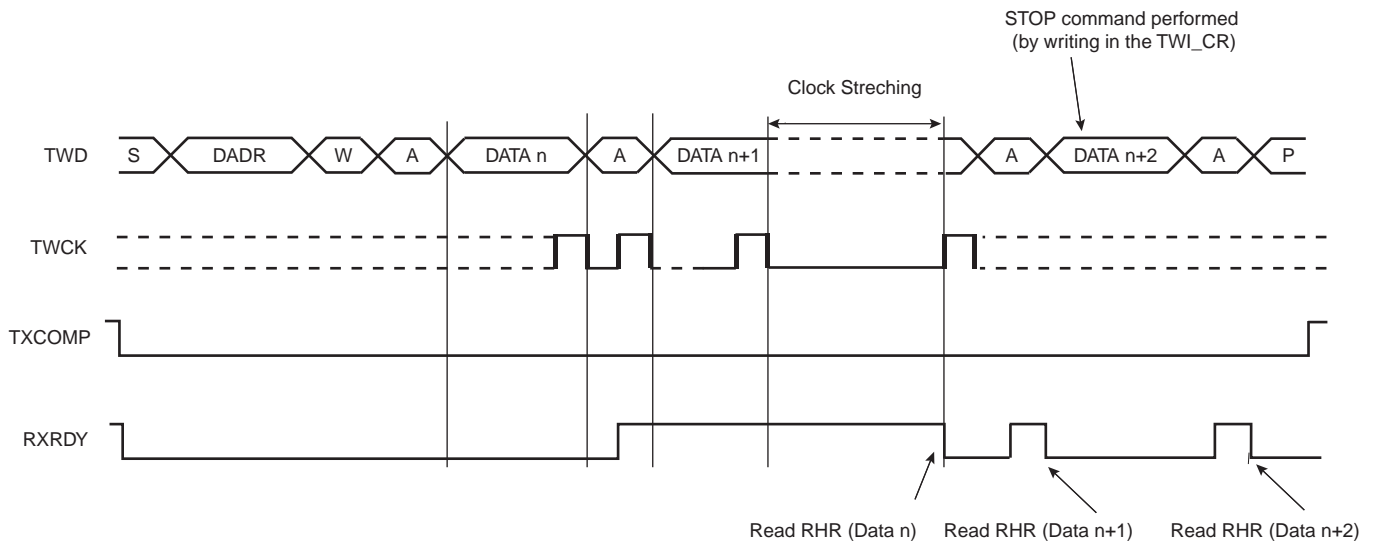 STOP command performed
(by writing in the TWI_CR)
Clock Streching
TWD S DADR W A DATA n A DATA n+1 A DATA n+2 A P
TWCK
TXCOMP
RXRDY
Read RHR (Data n) Read RHR (Data n+1) Read RHR (Data n+2)